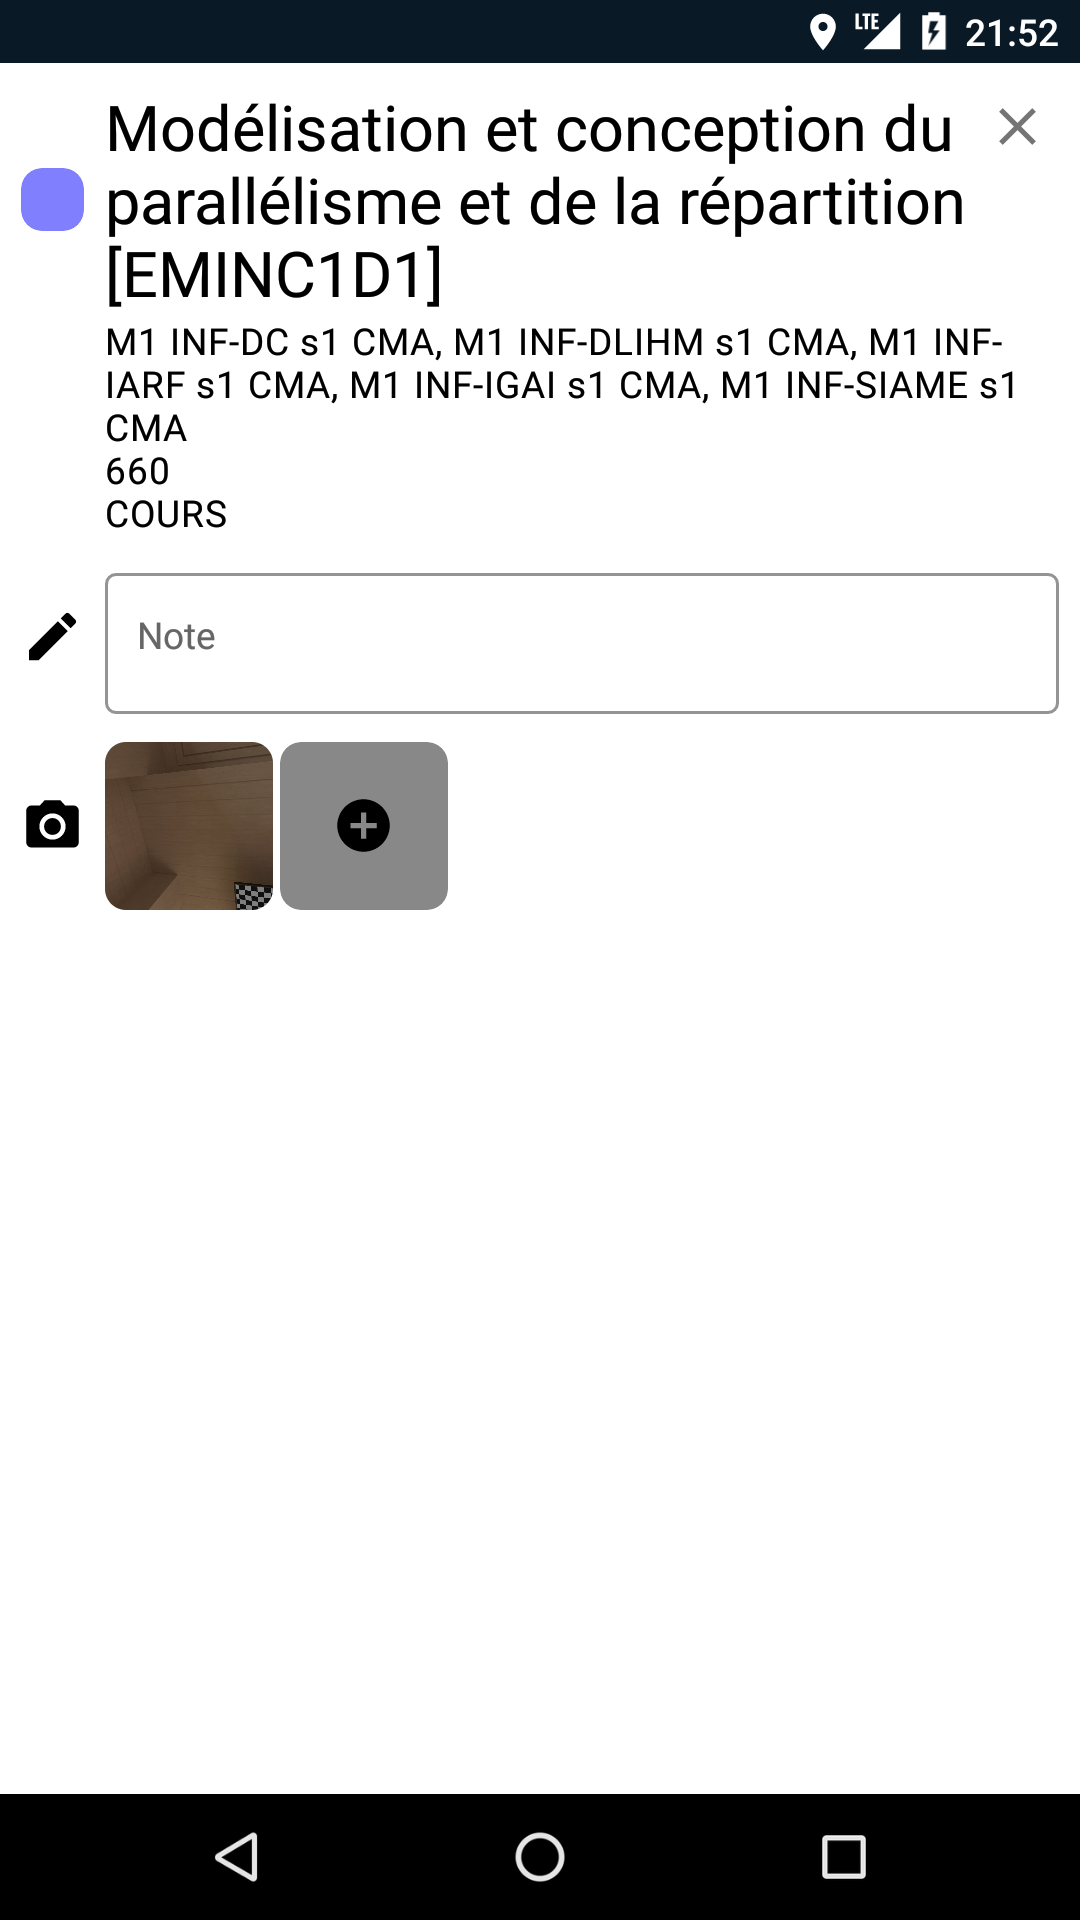 LTE 21:52
Modélisation et conception du
parallélisme et de la répartition
[EMINC1D1]
M1 INF-DC s1 CMA, M1 INF-DLIHM s1 CMA, M1 INF-
IARF s1 CMA, M1 INF-IGAI s1 CMA, M1 INF-SIAME s1
CMA
660
COURS
Note